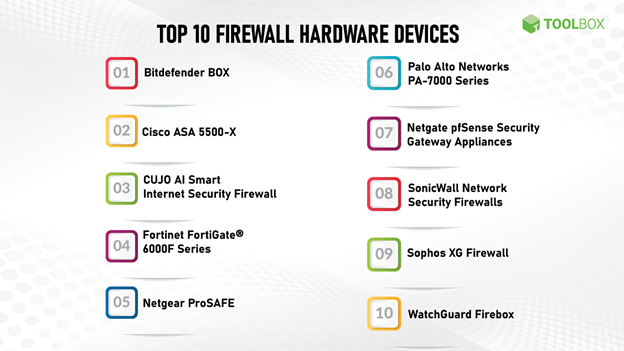 TOP 10 FIREWALL HARDWARE DEVICES
TOOLBOX
01
Bitdefender BOX
02
Cisco ASA 5500-X
03
CUJO AI Smart
Internet Security Firewall
04
Fortinet FortiGate®
6000F Series
05
Netgear ProSAFE
06
Palo Alto Networks
PA-7000 Series
07
Netgate pfSense Security
Gateway Appliances
08
SonicWall Network
Security Firewalls
09
Sophos XG Firewall
10
WatchGuard Firebox